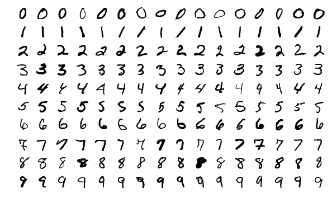 0 0 0 0 0 0 0 0 0 0 0 0 0 0 0 0
1 1 1 1 1 1 1 1 1 1 1 1 1 1 1 1
2 2 2 2 2 2 2 2 2 2 2 2 2 2 2 2
3 3 3 3 3 3 3 3 3 3 3 3 3 3 3 3
4 4 4 4 4 4 4 4 4 4 4 4 4 4 4 4
5 5 5 5 5 5 5 5 5 5 5 5 5 5 5 5
6 6 6 6 6 6 6 6 6 6 6 6 6 6 6 6
7 7 7 7 7 7 7 7 7 7 7 7 7 7 7 7
8 8 8 8 8 8 8 8 8 8 8 8 8 8 8 8
9 9 9 9 9 9 9 9 9 9 9 9 9 9 9 9